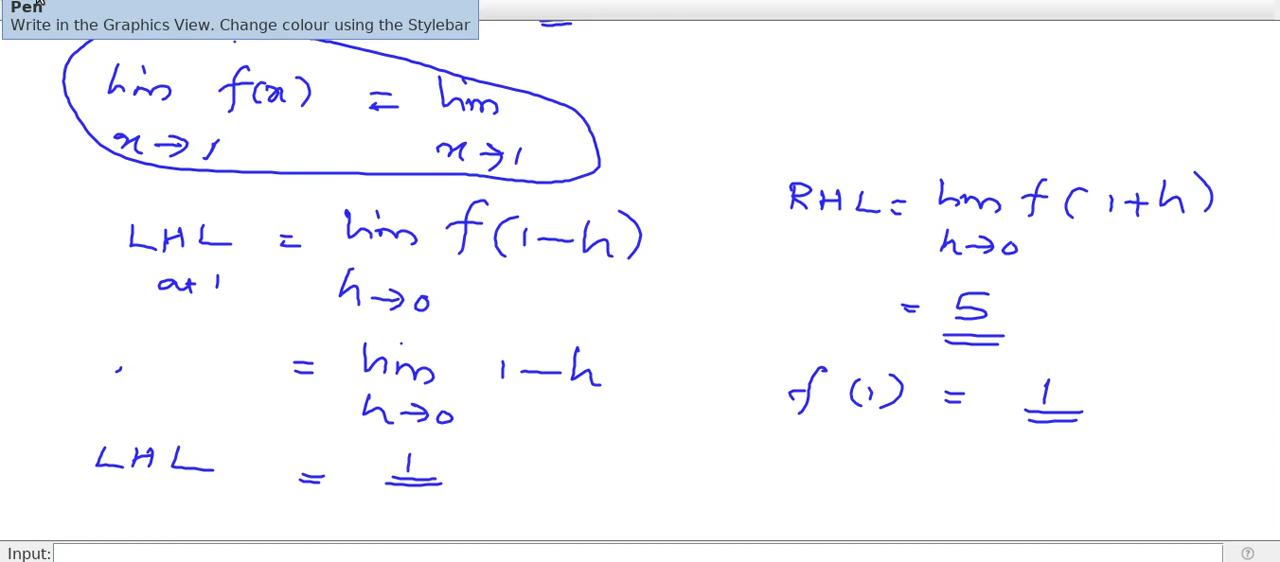 Pen
Write in the Graphics View. Change colour using the Stylebar
lim f(x) = lim
x→1 x→1
LHL = lim f(1-h)
at 1 h→0
= lim 1-h
h→0
LHL = 1
RHL = lim f(1+h)
h→0
= 5
f(1) = 1
Input: